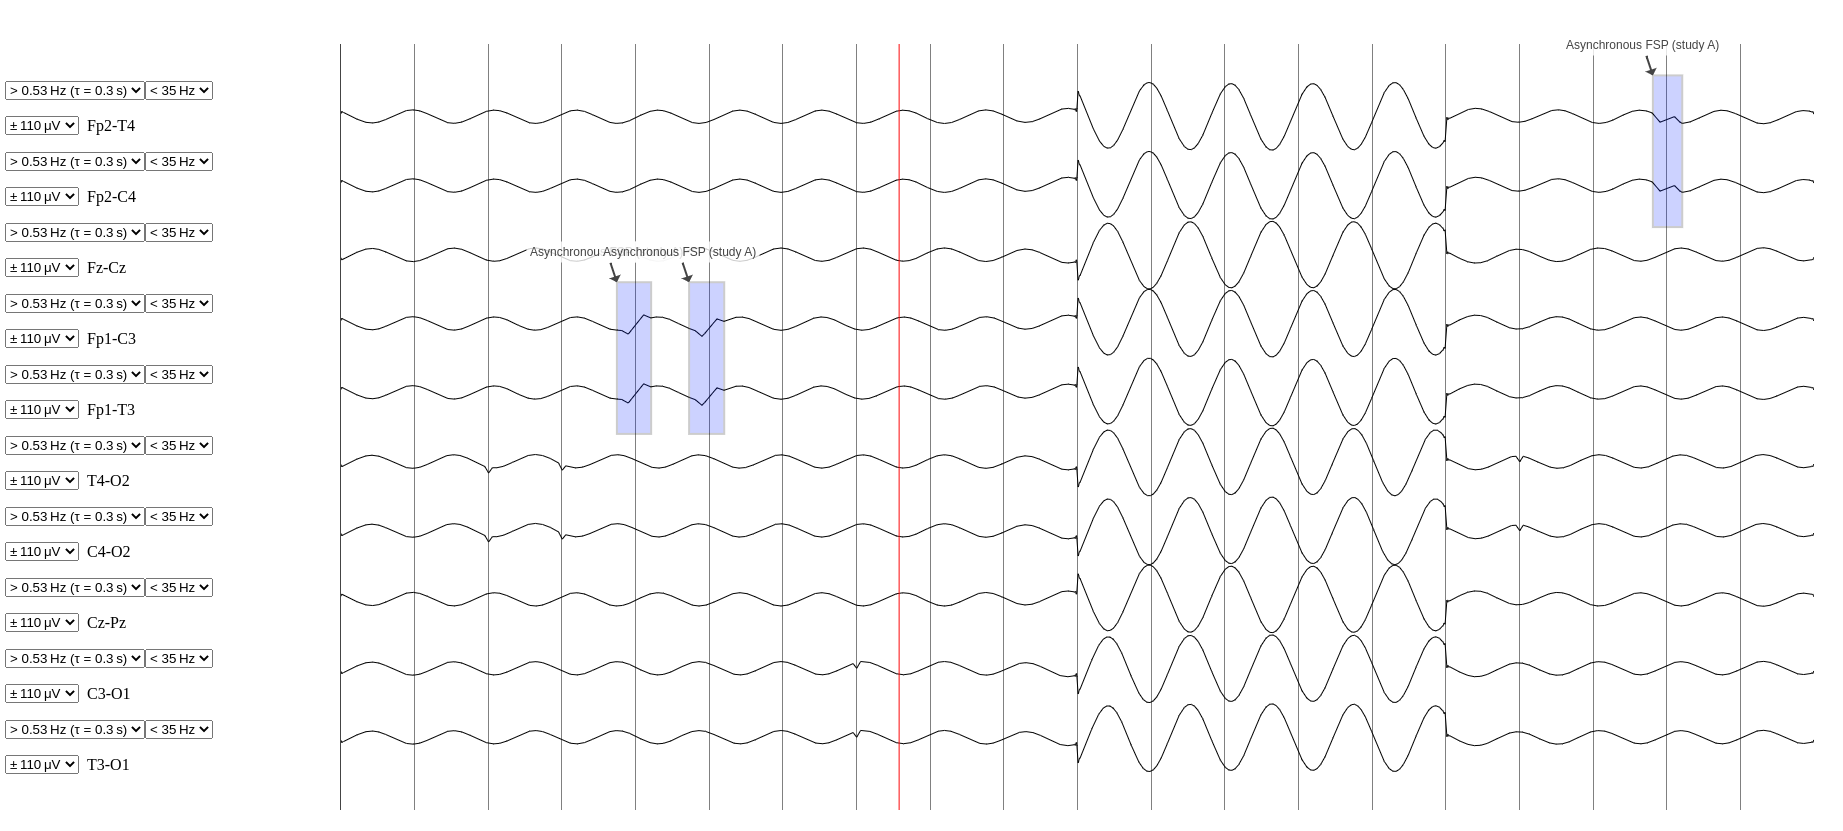 Asynchronous FSP (study A)
> 0.53 Hz (τ = 0.3 s) < 35 Hz
± 110 µV Fp2-T4
> 0.53 Hz (τ = 0.3 s) < 35 Hz
± 110 µV Fp2-C4
> 0.53 Hz (τ = 0.3 s) < 35 Hz
Asynchronou Asynchronous FSP (study A)
± 110 µV Fz-Cz
> 0.53 Hz (τ = 0.3 s) < 35 Hz
± 110 µV Fp1-C3
> 0.53 Hz (τ = 0.3 s) < 35 Hz
± 110 µV Fp1-T3
> 0.53 Hz (τ = 0.3 s) < 35 Hz
± 110 µV T4-O2
> 0.53 Hz (τ = 0.3 s) < 35 Hz
± 110 µV C4-O2
> 0.53 Hz (τ = 0.3 s) < 35 Hz
± 110 µV Cz-Pz
> 0.53 Hz (τ = 0.3 s) < 35 Hz
± 110 µV C3-O1
> 0.53 Hz (τ = 0.3 s) < 35 Hz
± 110 µV T3-O1